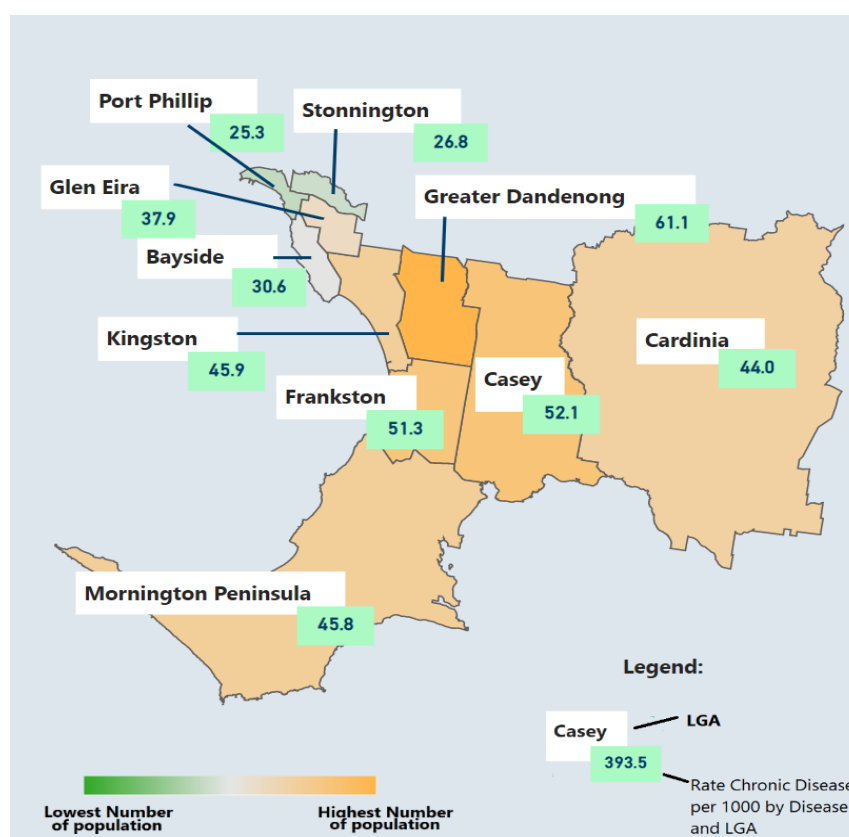 Port Phillip
25.3
Stonnington
26.8
Glen Eira
37.9
Greater Dandenong
61.1
Bayside
30.6
Kingston
45.9
Cardinia
44.0
Frankston
51.3
Casey
52.1
Mornington Peninsula
45.8
Legend:
Casey
LGA
393.5
Rate Chronic Disease
per 1000 by Disease
and LGA
Lowest Number
of population
Highest Number
of population